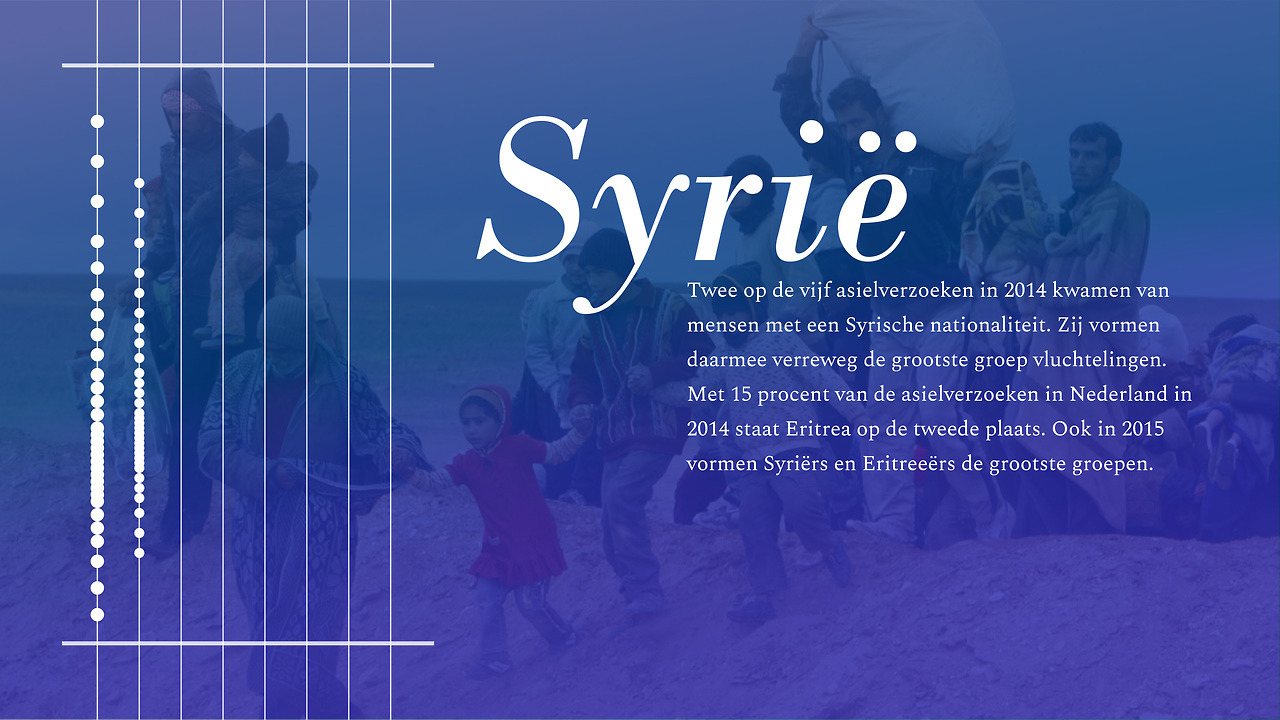 Syrië
Twee op de vijf asielverzoeken in 2014 kwamen van
mensen met een Syrische nationaliteit. Zij vormen
daarmee verreweg de grootste groep vluchtelingen.
Met 15 procent van de asielverzoeken in Nederland in
2014 staat Eritrea op de tweede plaats. Ook in 2015
vormen Syriërs en Eritreeërs de grootste groepen.